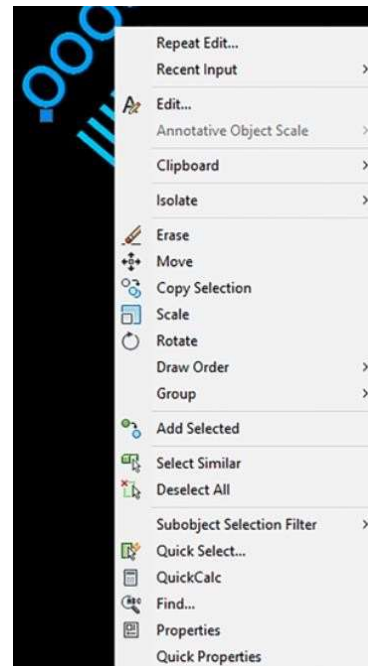 Repeat Edit...
Recent Input
Edit...
Annotative Object Scale
Clipboard
Isolate
Erase
Move
Copy Selection
Scale
Rotate
Draw Order
Group
Add Selected
Select Similar
Deselect All
Subobject Selection Filter
Quick Select...
QuickCalc
Find...
Properties
Quick Properties